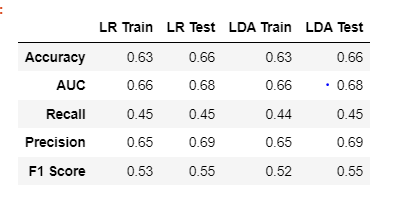 LR Train LR Test LDA Train LDA Test
Accuracy 0.63 0.66 0.63 0.66
AUC 0.66 0.68 0.66 0.68
Recall 0.45 0.45 0.44 0.45
Precision 0.65 0.69 0.65 0.69
F1 Score 0.53 0.55 0.52 0.55